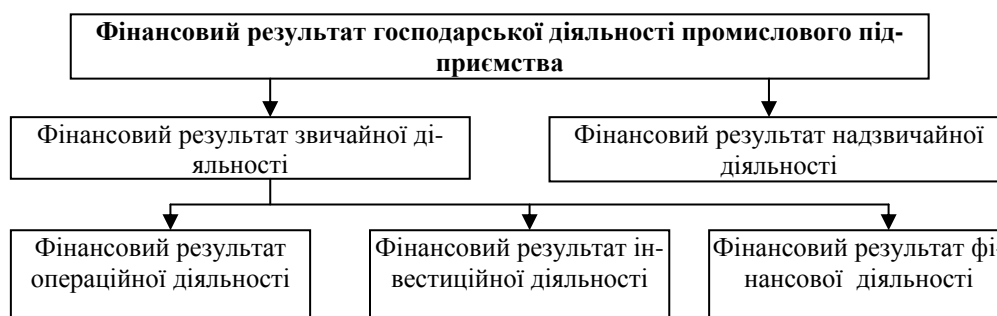 Фінансовий результат господарської діяльності промислового під-
приємства
Фінансовий результат звичайної ді-
яльності
Фінансовий результат надзвичайної
діяльності
Фінансовий результат
операційної діяльності
Фінансовий результат ін-
вестиційної діяльності
Фінансовий результат фі-
нансової діяльності